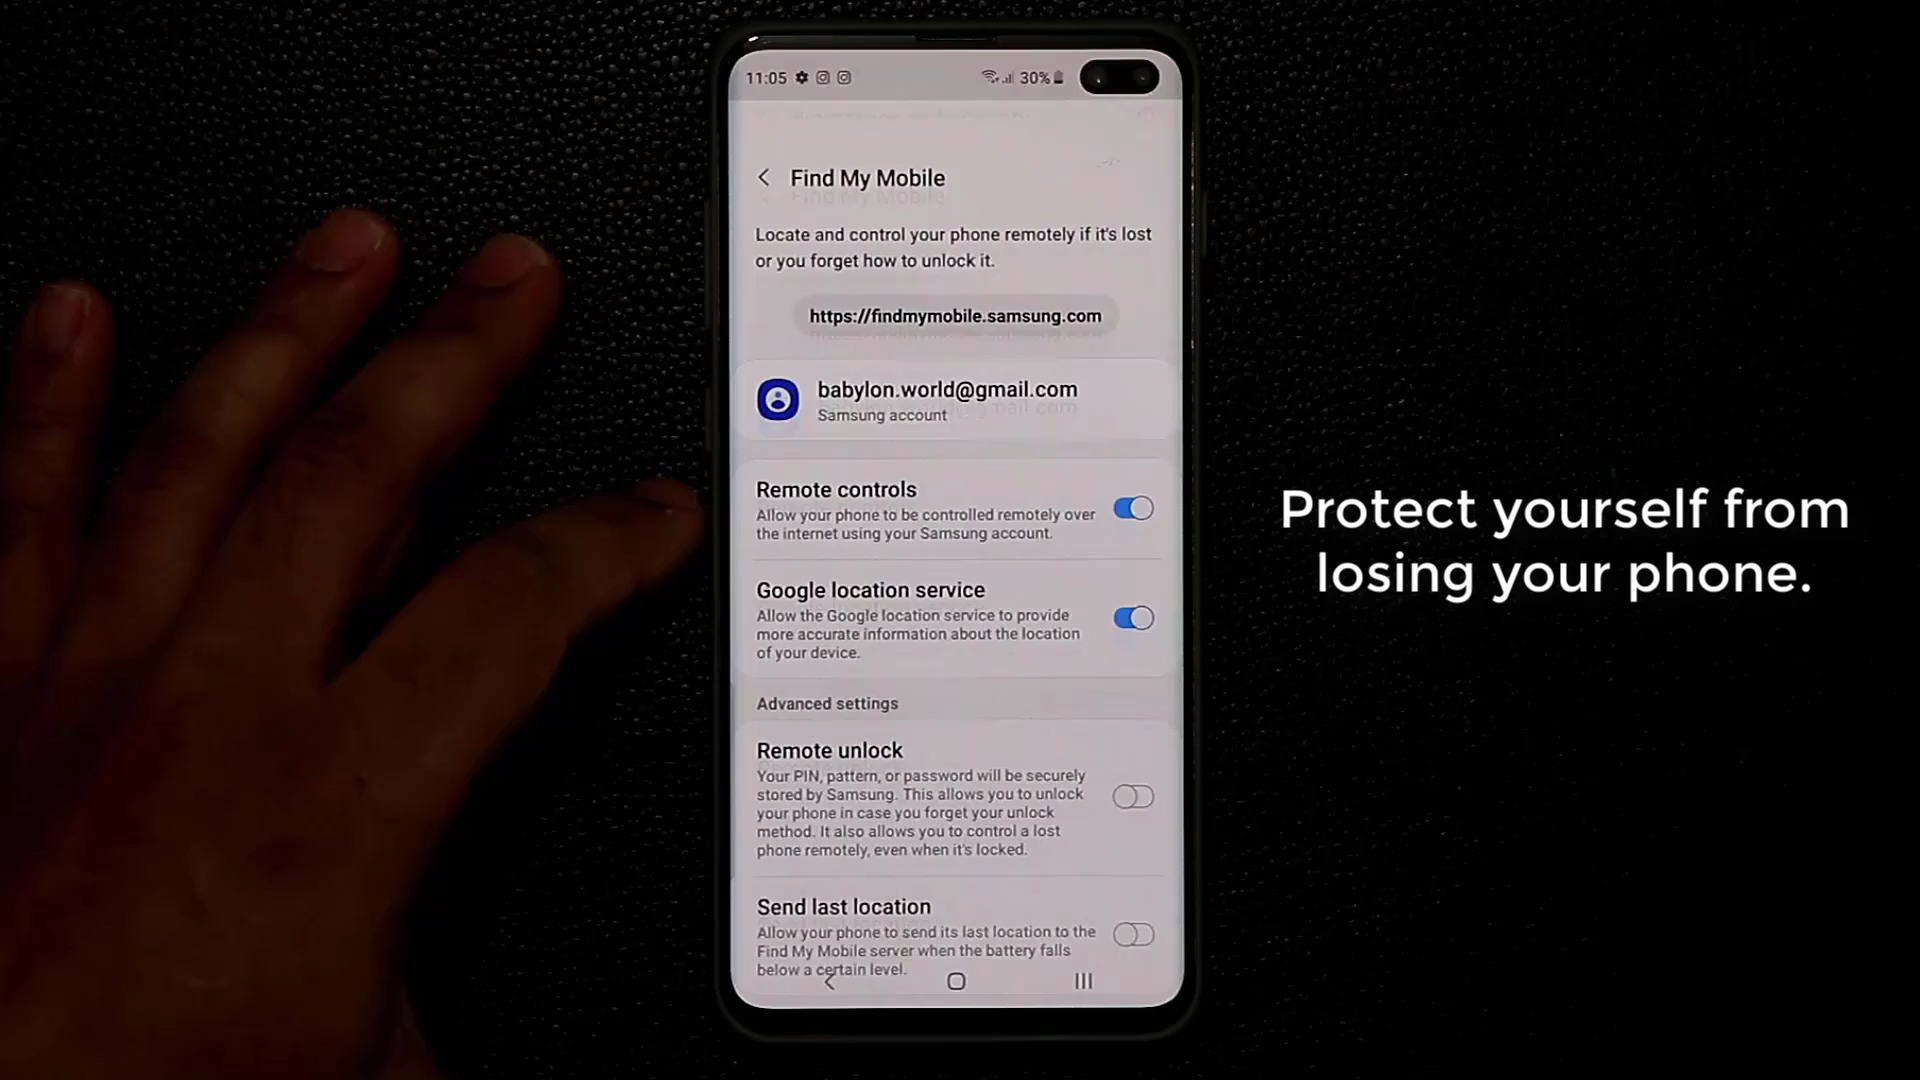 11:05
30%
Find My Mobile
Locate and control your phone remotely if it's lost
or you forget how to unlock it.
https://findmymobile.samsung.com
babylon.world@gmail.com
Samsung account
Remote controls
Allow your phone to be controlled remotely over
the internet using your Samsung account.
Google location service
Allow the Google location service to provide
more accurate information about the location
of your device.
Advanced settings
Remote unlock
Your PIN, pattern, or password will be securely
stored by Samsung. This allows you to unlock
your phone in case you forget your unlock
method. It also allows you to control a lost
phone remotely, even when it's locked.
Send last location
Allow your phone to send its last location to the
Find My Mobile server when the battery falls
below a certain level.
Protect yourself from
losing your phone.